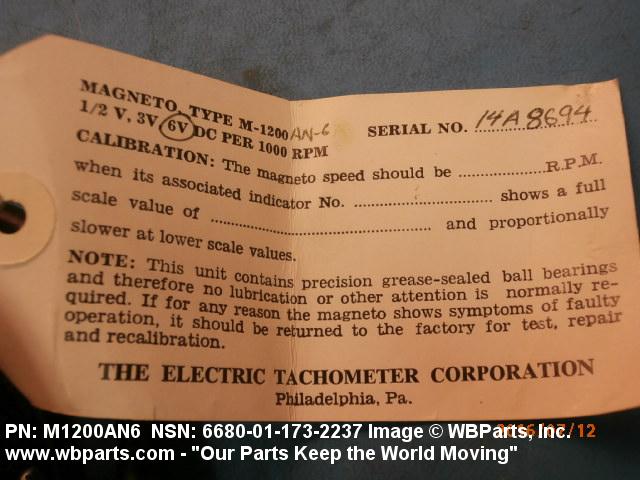 MAGNETO, TYPE M-1200 AN-6
1/2 V, 3V 6V DC PER 1000 RPM
SERIAL NO. 14A8694
CALIBRATION: The magneto speed should be ..................R.P.M.
when its associated indicator No. ............................ shows a full
scale value of ............................................ and proportionally
slower at lower scale values.
NOTE: This unit contains precision grease-sealed ball bearings
and therefore no lubrication or other attention is normally re-
quired. If for any reason the magneto shows symptoms of faulty
operation, it should be returned to the factory for test, repair
and recalibration.
THE ELECTRIC TACHOMETER CORPORATION
Philadelphia, Pa.
PN: M1200AN6 NSN: 6680-01-173-2237 Image © WBParts, Inc.
www.wbparts.com - "Our Parts Keep the World Moving"